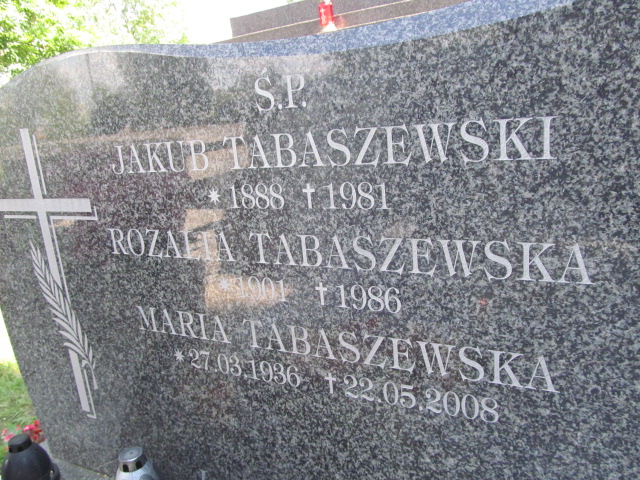 Ś.P.
JAKUB TABASZEWSKI
* 1888 † 1981
ROZALIA TABASZEWSKA
* 1901 † 1986
MARIA TABASZEWSKA
* 27.03.1936 † 22.05.2008